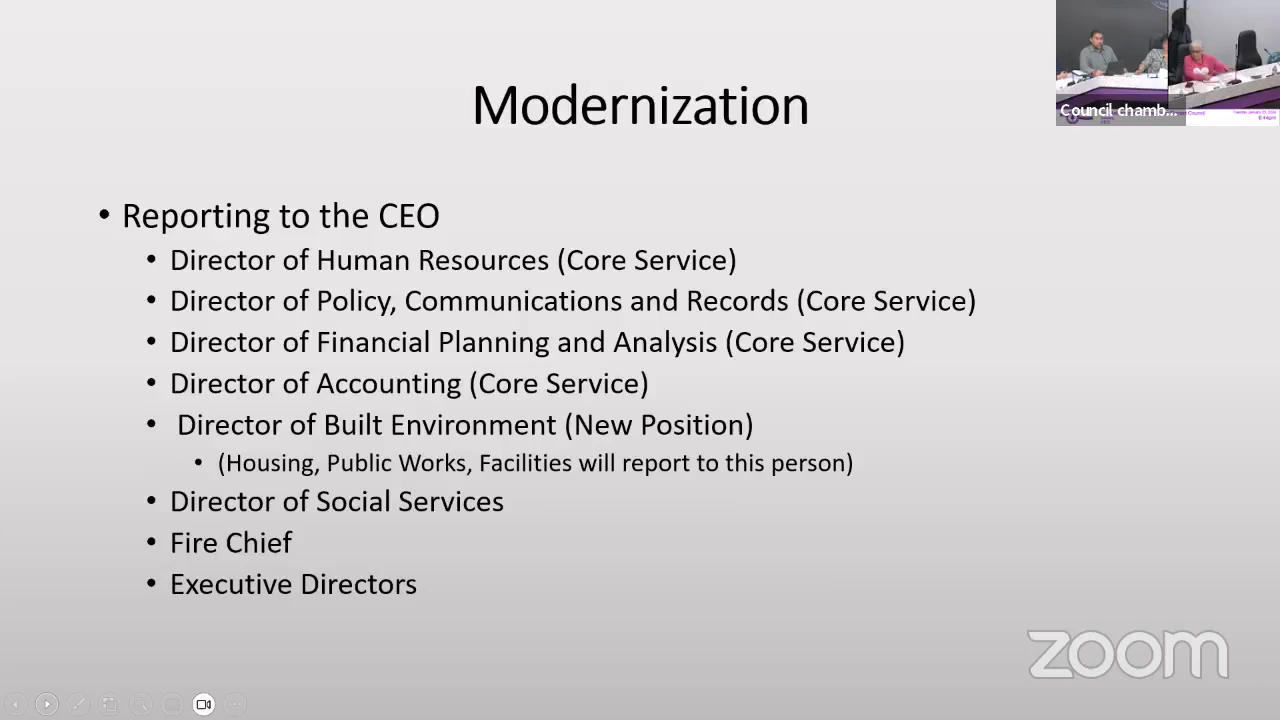 Modernization
• Reporting to the CEO
• Director of Human Resources (Core Service)
• Director of Policy, Communications and Records (Core Service)
• Director of Financial Planning and Analysis (Core Service)
• Director of Accounting (Core Service)
• Director of Built Environment (New Position)
• (Housing, Public Works, Facilities will report to this person)
• Director of Social Services
• Fire Chief
• Executive Directors
Council chamb...
zoom